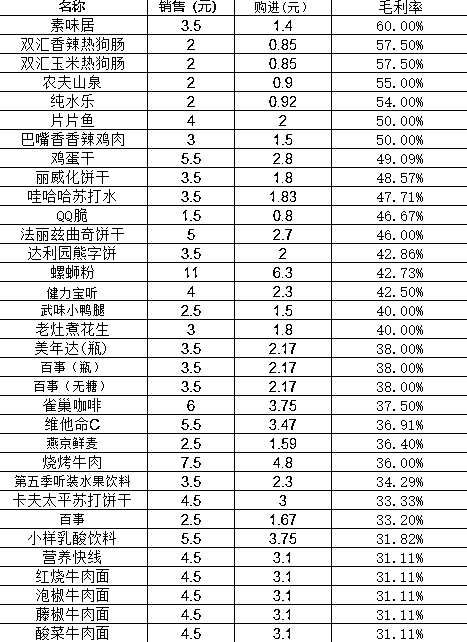 名称 销售（元） 购进（元） 毛利率
素味居 3.5 1.4 60.00%
双汇香辣热狗肠 2 0.85 57.50%
双汇玉米热狗肠 2 0.85 57.50%
农夫山泉 2 0.9 55.00%
纯水乐 2 0.92 54.00%
片片鱼 4 2 50.00%
巴嘴香香辣鸡肉 3 1.5 50.00%
鸡蛋干 5.5 2.8 49.09%
丽威化饼干 3.5 1.8 48.57%
哇哈哈苏打水 3.5 1.83 47.71%
QQ脆 1.5 0.8 46.67%
法丽兹曲奇饼干 5 2.7 46.00%
达利园熊字饼 3.5 2 42.86%
螺蛳粉 11 6.3 42.73%
健力宝听 4 2.3 42.50%
武味小鸭腿 2.5 1.5 40.00%
老灶煮花生 3 1.8 40.00%
美年达(瓶) 3.5 2.17 38.00%
百事（瓶） 3.5 2.17 38.00%
百事（无糖） 3.5 2.17 38.00%
雀巢咖啡 6 3.75 37.50%
维他命C 5.5 3.47 36.91%
燕京鲜麦 2.5 1.59 36.40%
烧烤牛肉 7.5 4.8 36.00%
第五季听装水果饮料 3.5 2.3 34.29%
卡夫太平苏打饼干 4.5 3 33.33%
百事 2.5 1.67 33.20%
小样乳酸饮料 5.5 3.75 31.82%
营养快线 4.5 3.1 31.11%
红烧牛肉面 4.5 3.1 31.11%
泡椒牛肉面 4.5 3.1 31.11%
藤椒牛肉面 4.5 3.1 31.11%
酸菜牛肉面 4.5 3.1 31.11%